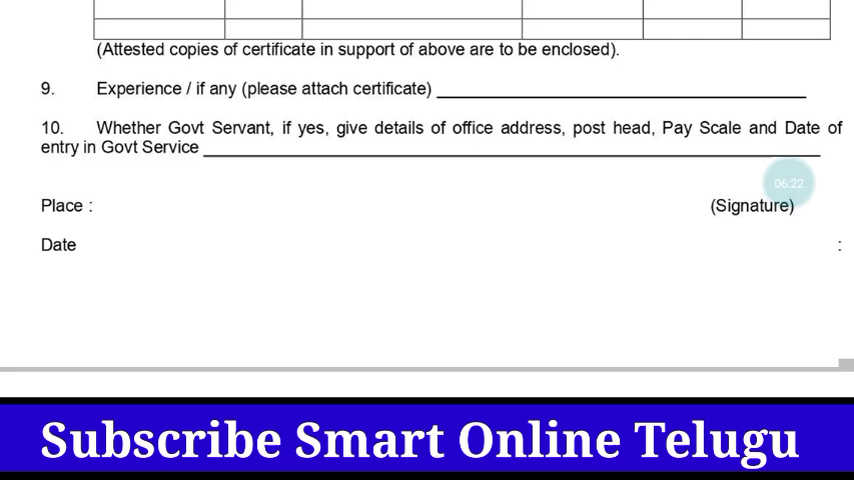 (Attested copies of certificate in support of above are to be enclosed).
9. Experience / if any (please attach certificate)
10. Whether Govt Servant, if yes, give details of office address, post head, Pay Scale and Date of
entry in Govt Service
06:22
Place : (Signature)
Date :
Subscribe Smart Online Telugu